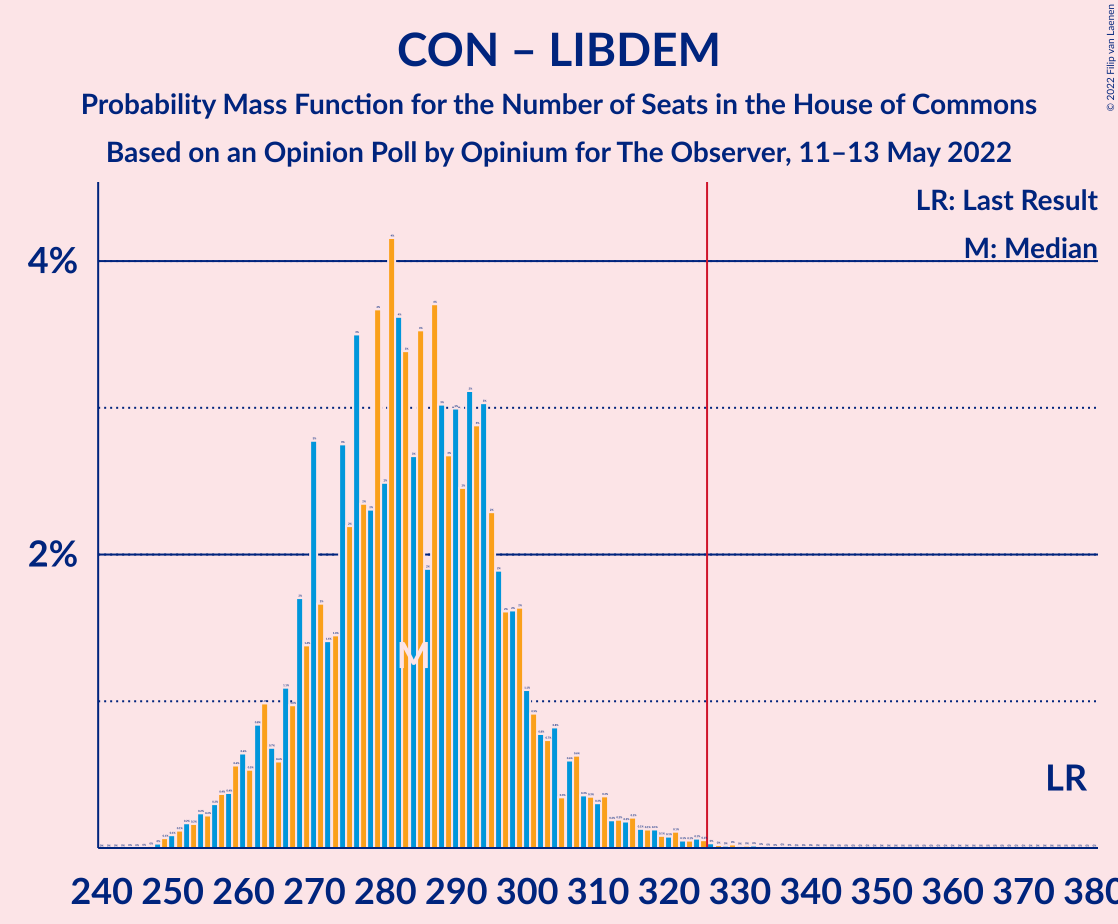 CON – LIBDEM
Probability Mass Function for the Number of Seats in the House of Commons
Based on an Opinion Poll by Opinium for The Observer, 11–13 May 2022
© 2022 Filip van Laenen
LR: Last Result
M: Median
4%
2%
M
LR
240 250 260 270 280 290 300 310 320 330 340 350 360 370 380